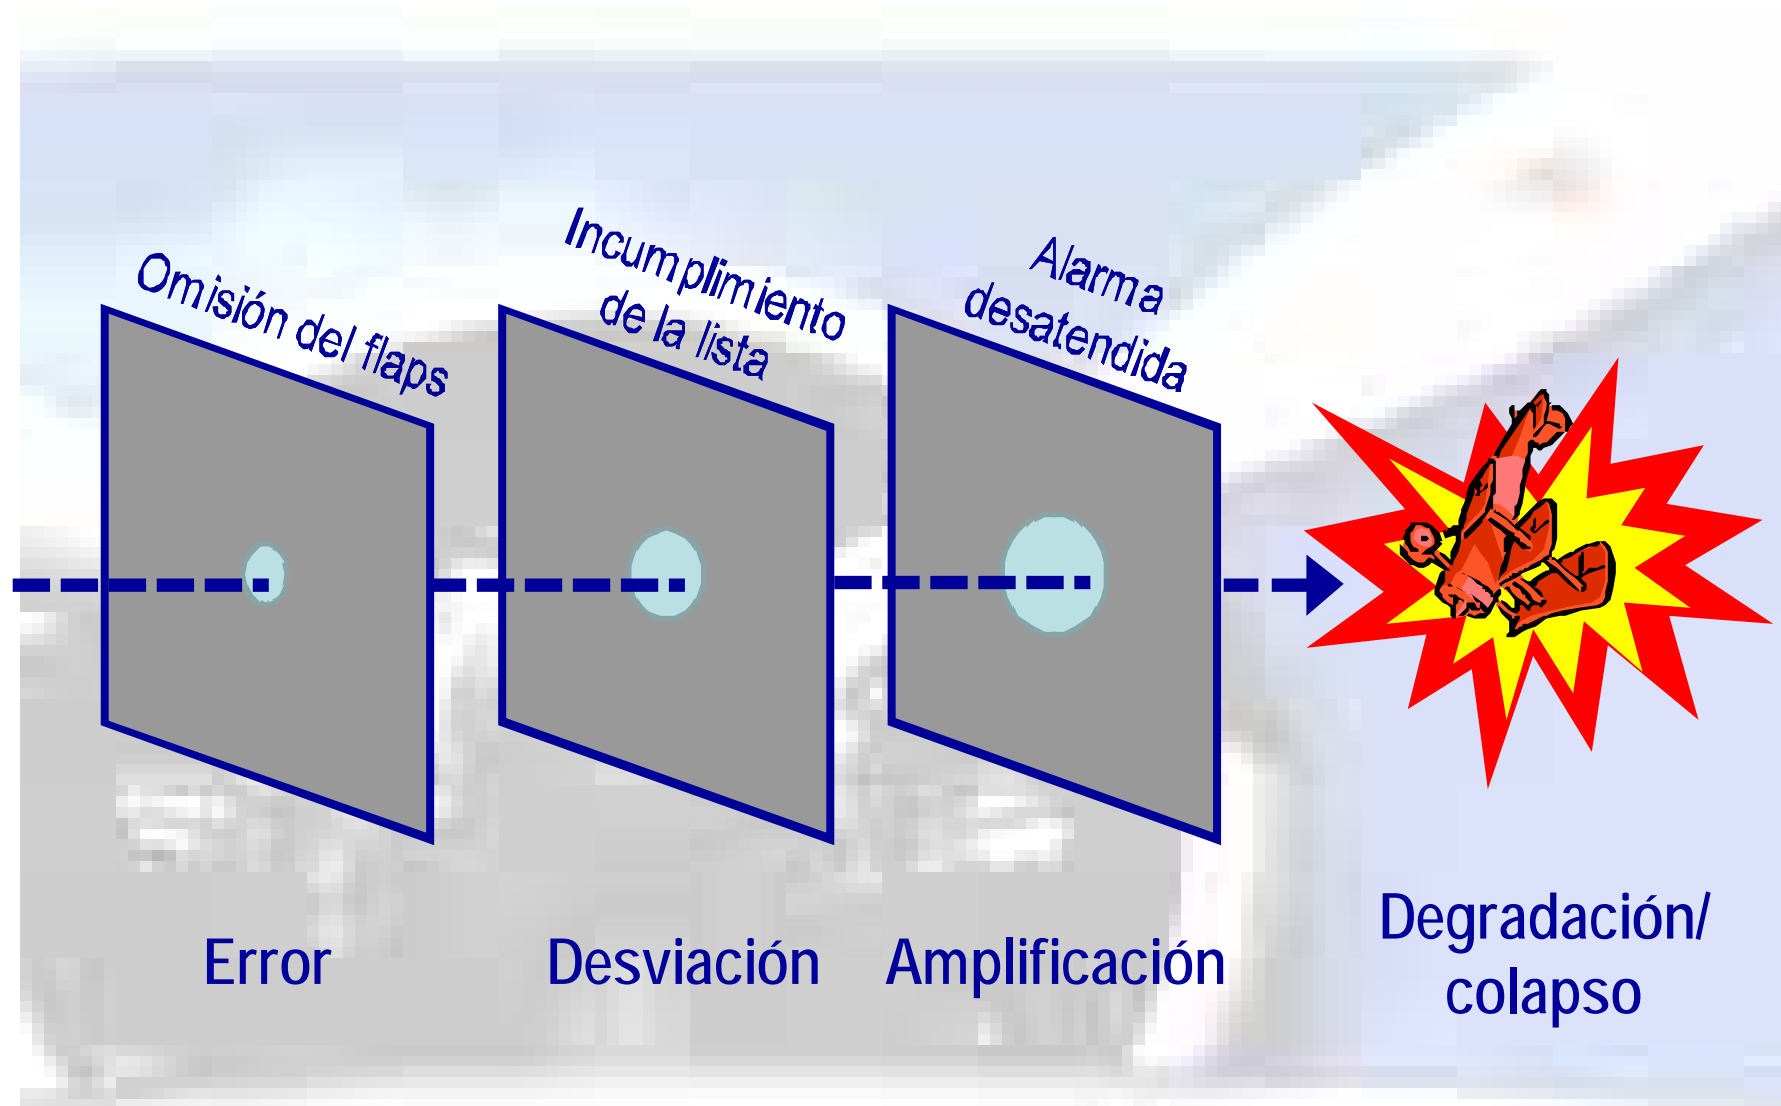 Omisión del flaps
Incumplimiento
de la lista
Alarma
desatendida
Error
Desviación
Amplificación
Degradación/
colapso